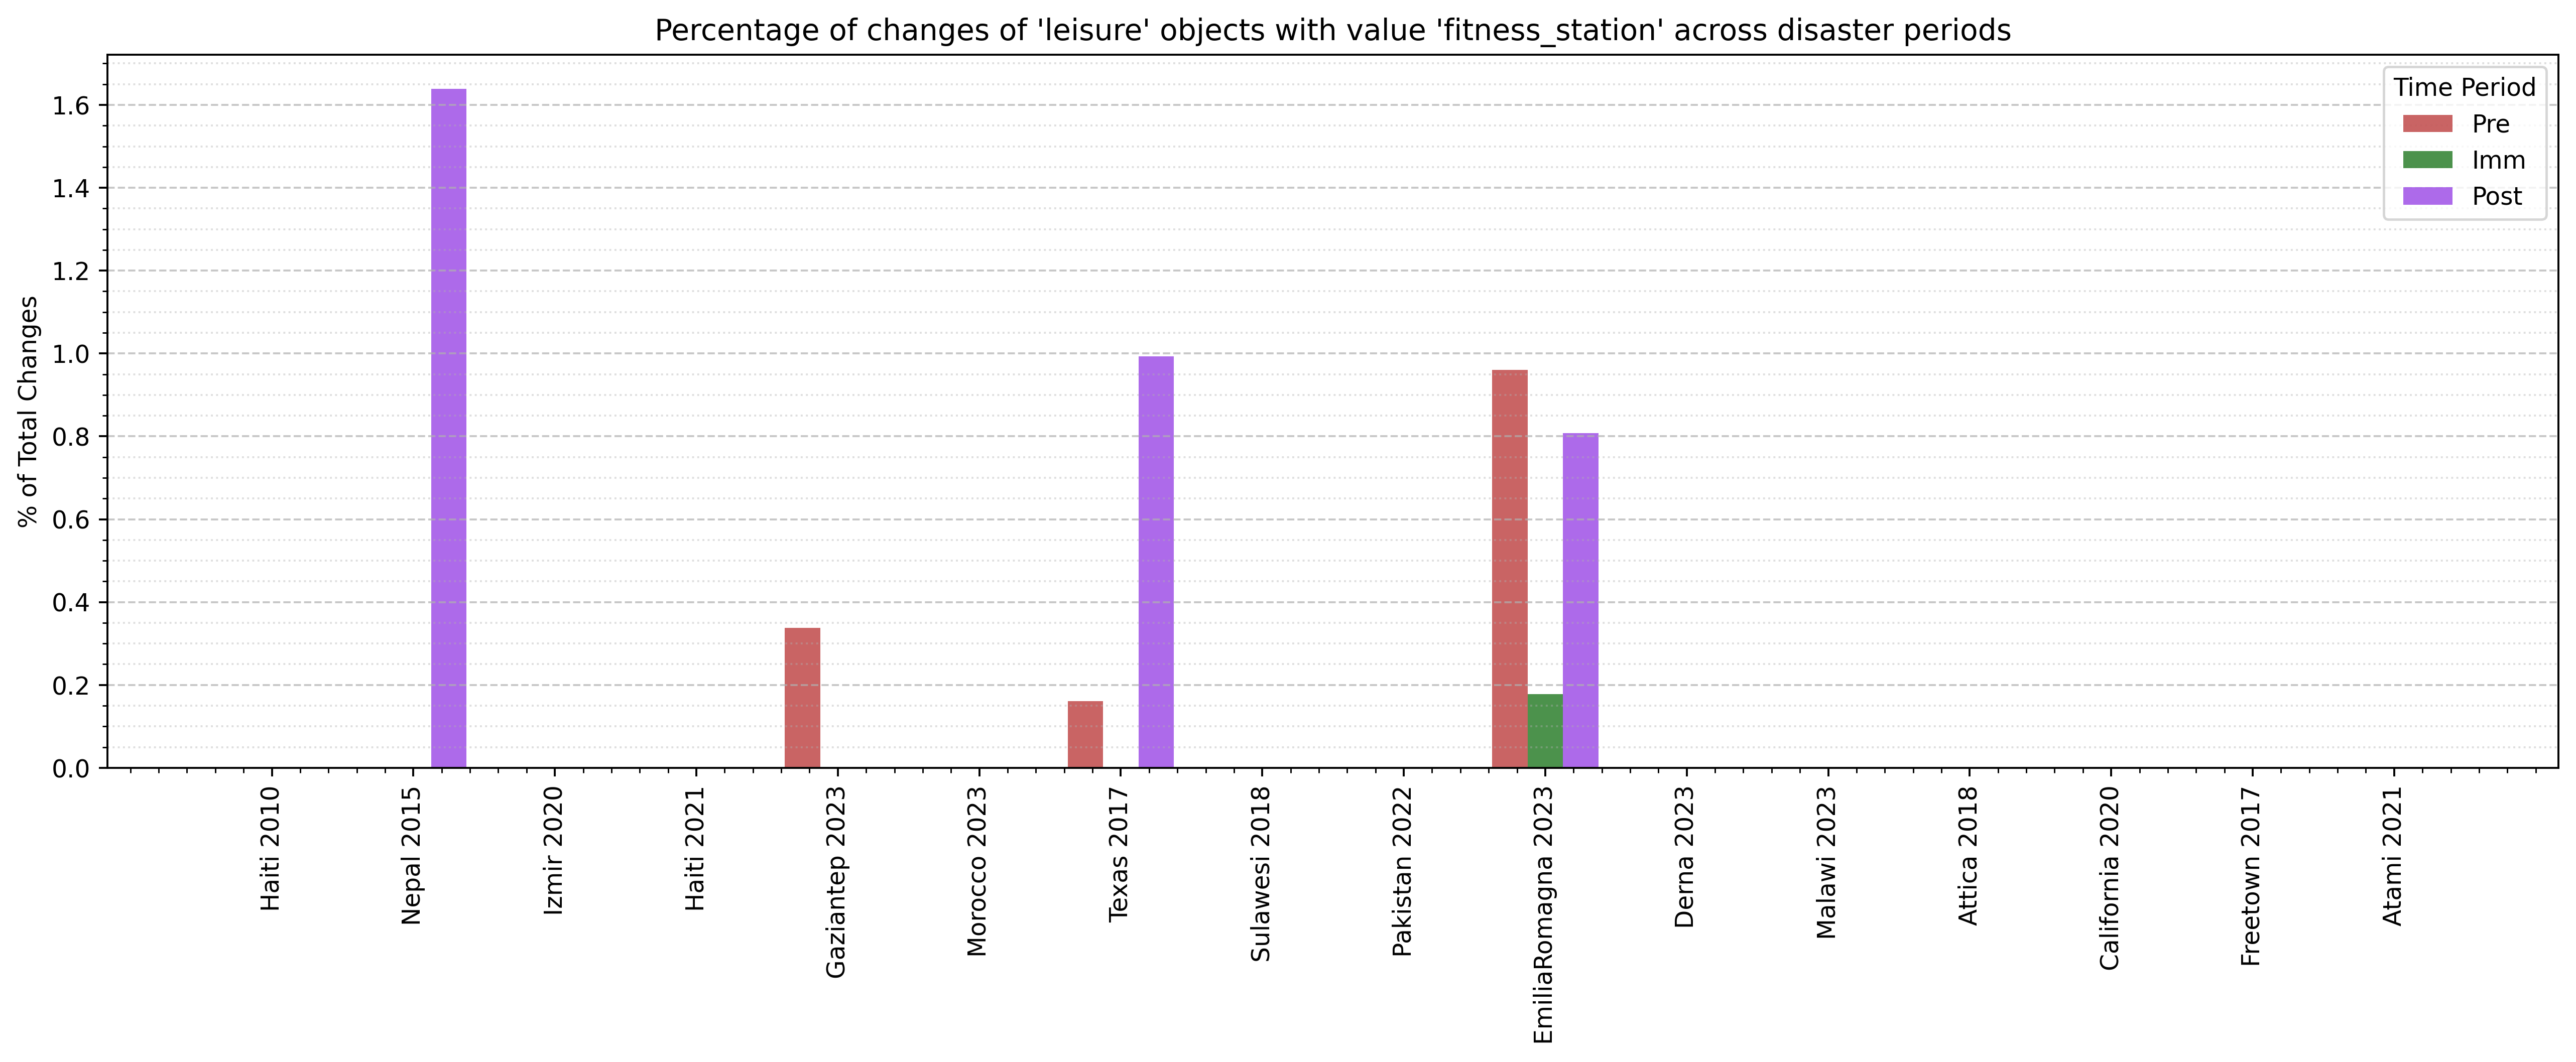 Percentage of changes of 'leisure' objects with value 'fitness_station' across disaster periods
% of Total Changes
1.6
1.4
1.2
1.0
0.8
0.6
0.4
0.2
0.0
Time Period
Pre
Imm
Post
Haiti 2010
Nepal 2015
Izmir 2020
Haiti 2021
Gaziantep 2023
Morocco 2023
Texas 2017
Sulawesi 2018
Pakistan 2022
EmiliaRomagna 2023
Derna 2023
Malawi 2023
Attica 2018
California 2020
Freetown 2017
Atami 2021